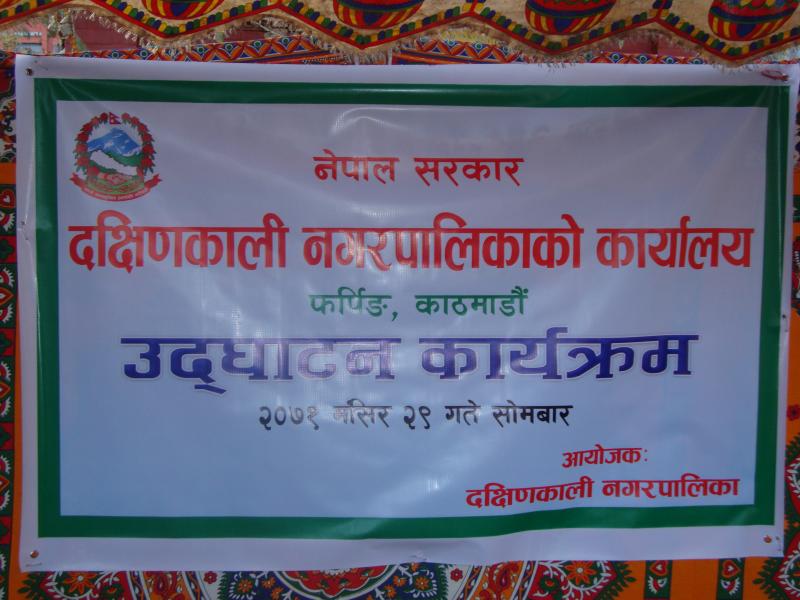 नेपाल सरकार
दक्षिणकाली नगरपालिकाको कार्यालय
फर्पिङ, काठमाडौं
उद्‌घाटन कार्यक्रम
२०७१ मंसिर २९ गते सोमबार
आयोजकः
दक्षिणकाली नगरपालिका